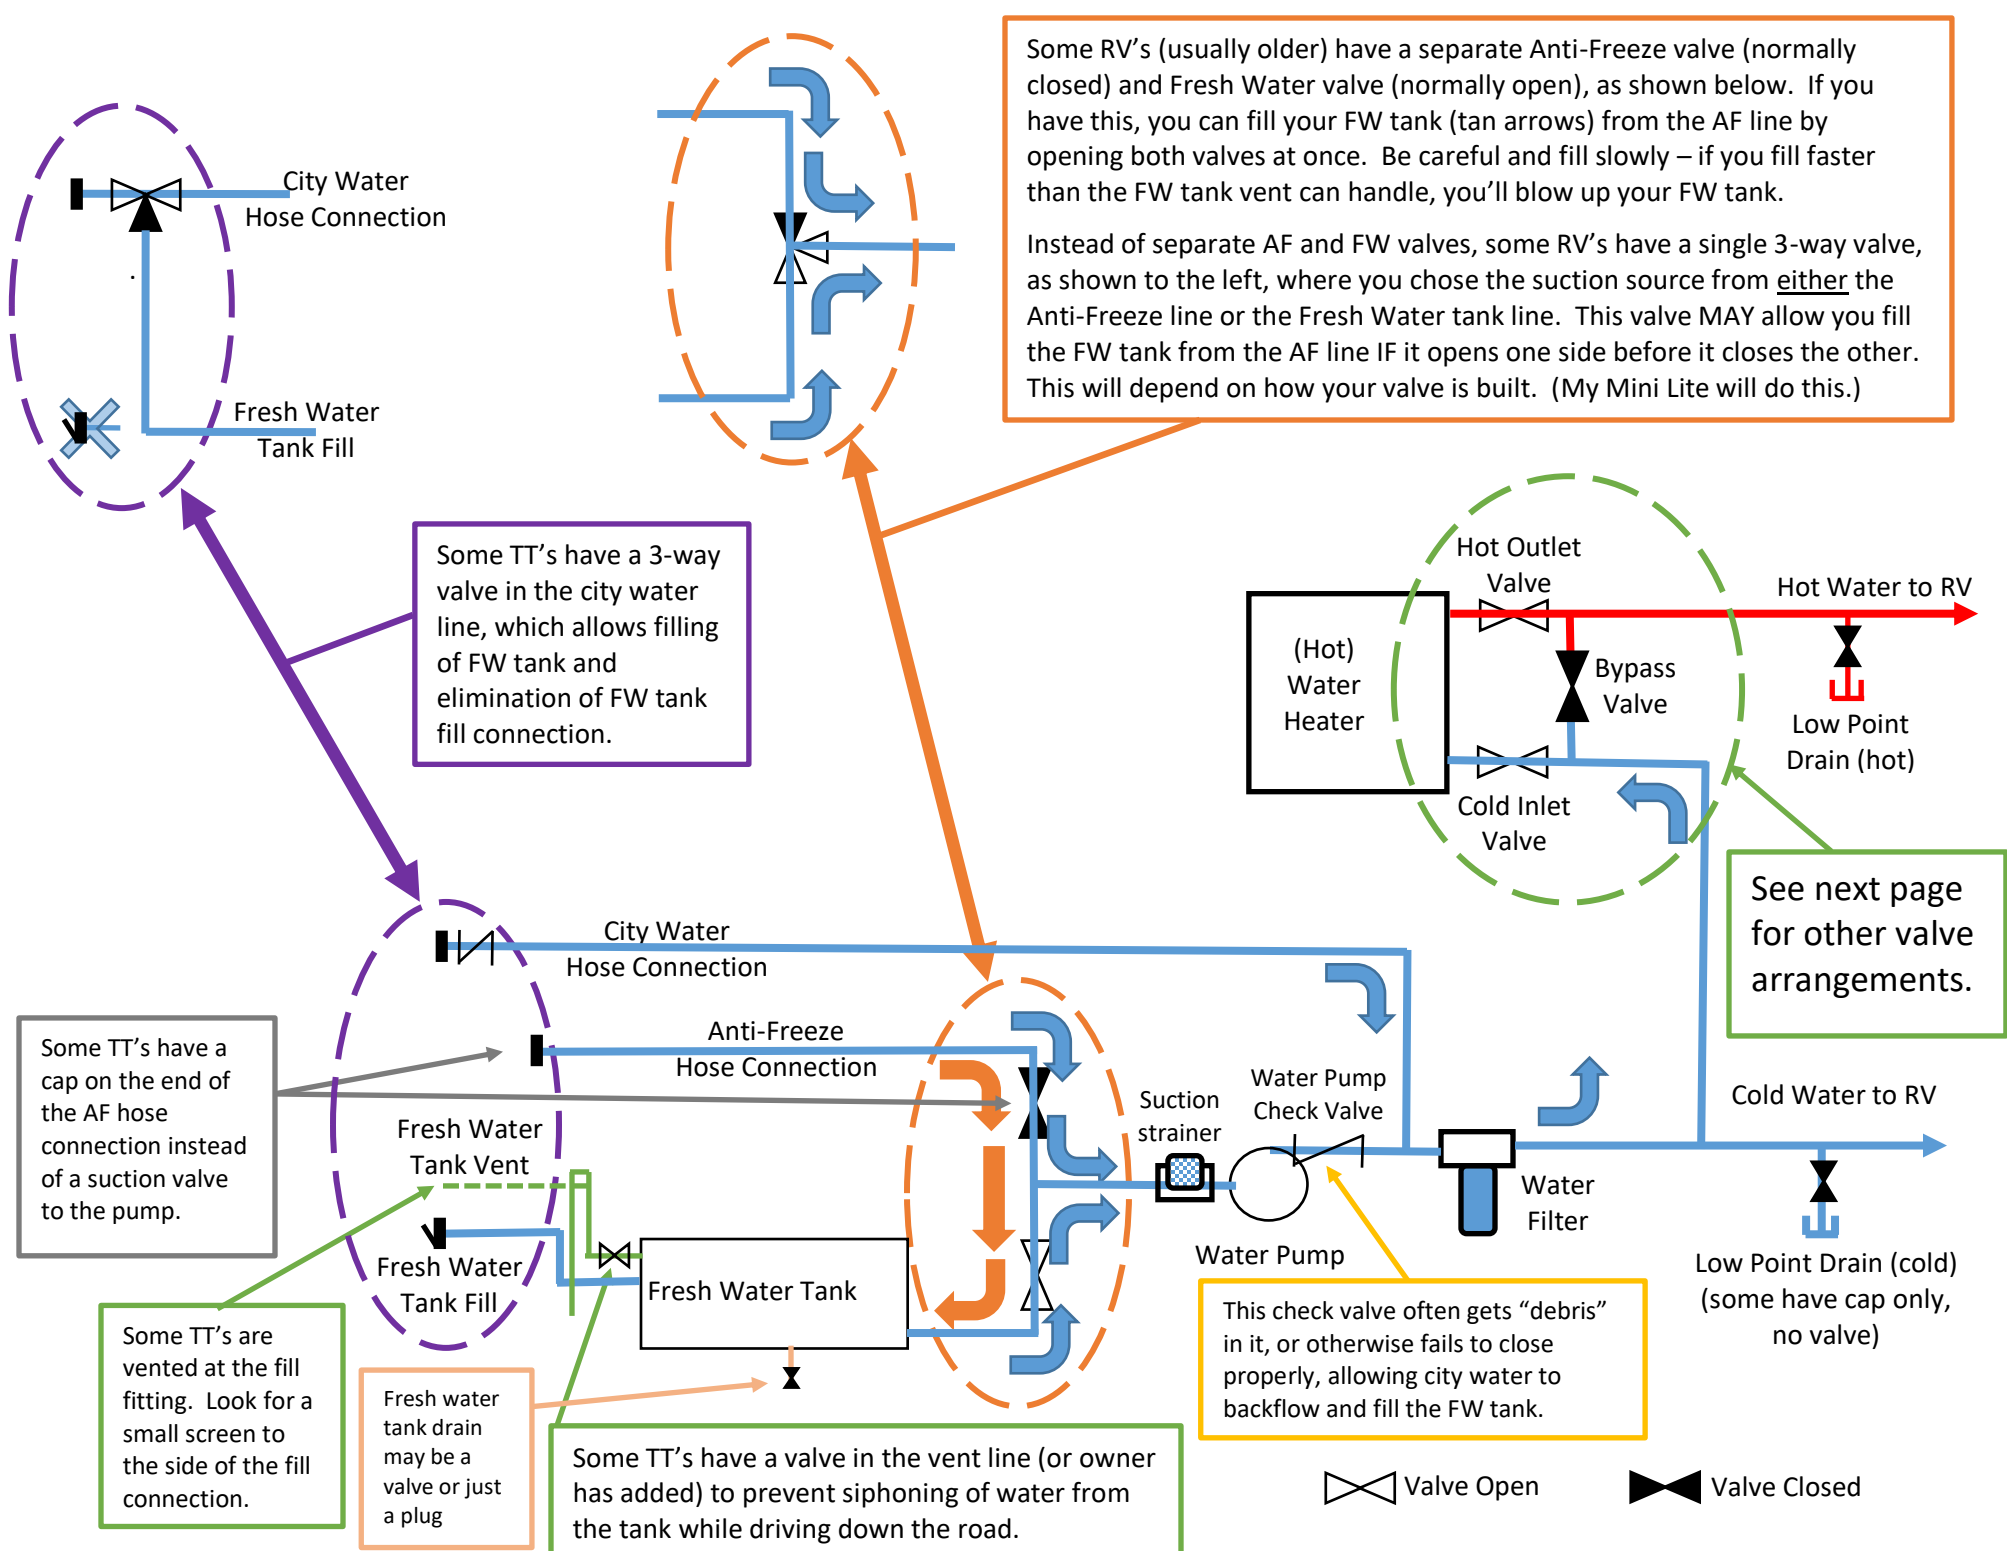 Some RV’s (usually older) have a separate Anti-Freeze valve (normally
closed) and Fresh Water valve (normally open), as shown below.  If you
have this, you can fill your FW tank (tan arrows) from the AF line by
opening both valves at once.  Be careful and fill slowly – if you fill faster
than the FW tank vent can handle, you’ll blow up your FW tank.
Instead of separate AF and FW valves, some RV’s have a single 3-way valve,
as shown to the left, where you chose the suction source from either the
Anti-Freeze line or the Fresh Water tank line.  This valve MAY allow you fill
the FW tank from the AF line IF it opens one side before it closes the other.
This will depend on how your valve is built.  (My Mini Lite will do this.)
City Water
Hose Connection
Fresh Water
Tank Fill
Some TT’s have a 3-way
valve in the city water
line, which allows filling
of FW tank and
elimination of FW tank
fill connection.
Hot Outlet
Valve
Hot Water to RV
(Hot)
Water
Heater
Bypass
Valve
Low Point
Drain (hot)
Cold Inlet
Valve
See next page
for other valve
arrangements.
City Water
Hose Connection
Anti-Freeze
Hose Connection
Some TT’s have a
cap on the end of
the AF hose
connection instead
of a suction valve
to the pump.
Fresh Water
Tank Vent
Fresh Water
Tank Fill
Fresh Water Tank
Suction
strainer
Water Pump
Check Valve
Water Pump
Water
Filter
Cold Water to RV
Low Point Drain (cold)
(some have cap only,
no valve)
Some TT’s are
vented at the fill
fitting.  Look for a
small screen to
the side of the fill
connection.
Fresh water
tank drain
may be a
valve or just
a plug
Some TT’s have a valve in the vent line (or owner
has added) to prevent siphoning of water from
the tank while driving down the road.
This check valve often gets “debris”
in it, or otherwise fails to close
properly, allowing city water to
backflow and fill the FW tank.
Valve Open
Valve Closed